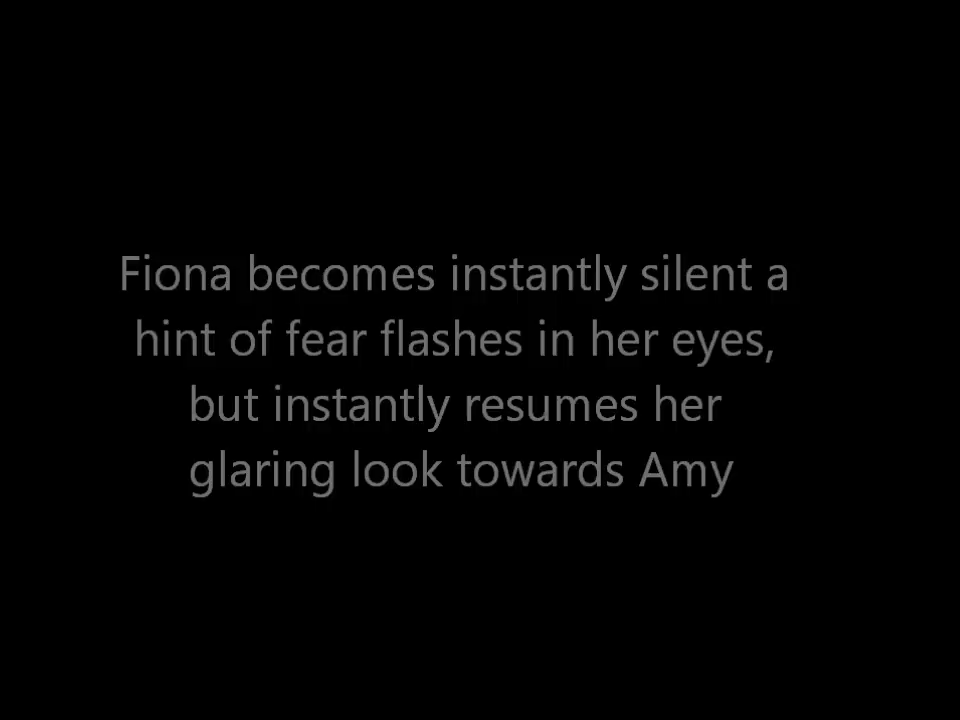 Fiona becomes instantly silent a
hint of fear flashes in her eyes,
but instantly resumes her
glaring look towards Amy